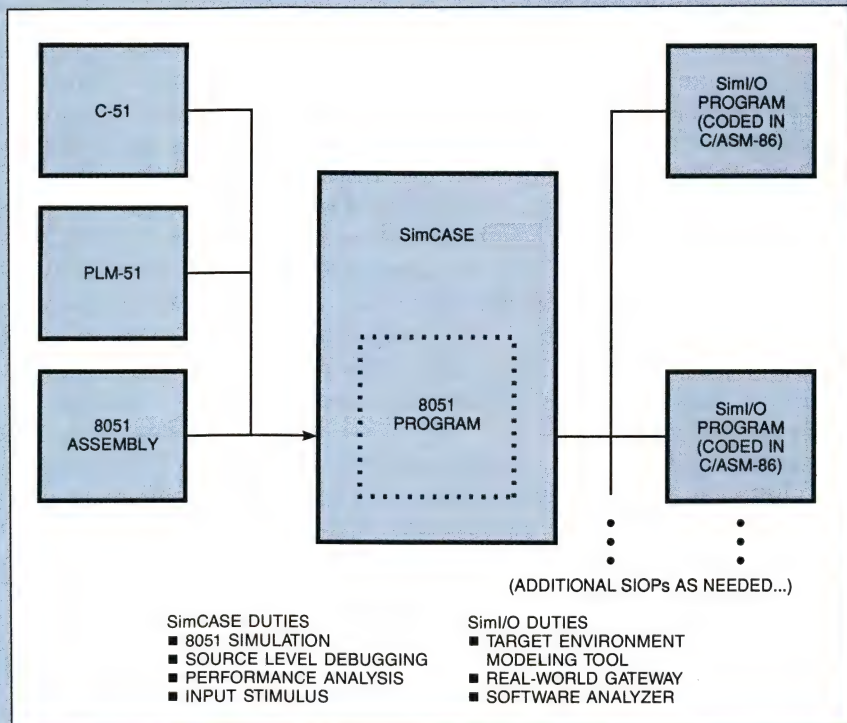 C-51
PLM-51
8051
ASSEMBLY
SimCASE
8051
PROGRAM
SimI/O
PROGRAM
(CODED IN
C/ASM-86)
SimI/O
PROGRAM
(CODED IN
C/ASM-86)
(ADDITIONAL SIOPs AS NEEDED...)
SimCASE DUTIES
■ 8051 SIMULATION
■ SOURCE LEVEL DEBUGGING
■ PERFORMANCE ANALYSIS
■ INPUT STIMULUS
SimI/O DUTIES
■ TARGET ENVIRONMENT
MODELING TOOL
■ REAL-WORLD GATEWAY
■ SOFTWARE ANALYZER